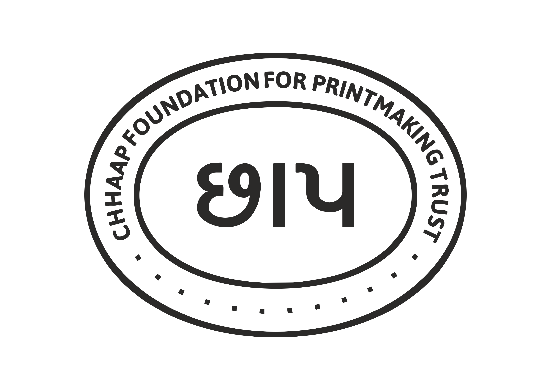 CHHAAP FOUNDATION FOR PRINTMAKING TRUST
છાપ